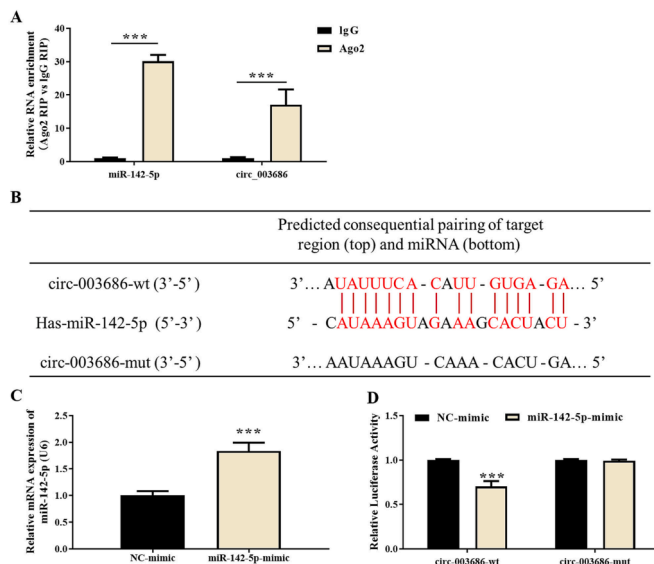 A
Relative RNA enrichment
(Ago2 RIP vs IgG RIP)
40
30
20
10
0
***
***
IgG
Ago2
miR-142-5p
circ_003686
B
Predicted consequential pairing of target
region (top) and miRNA (bottom)
circ-003686-wt (3'-5') 3'... AUAUUUCA - CAUU - GUGA - GA... 5'
Has-miR-142-5p (5'-3') 5' - CAUAAAGUAGAAAGCACUACU - 3'
circ-003686-mut (3'-5') 3'... AAUAAAGU - CAAA - CACU - GA... 5'
C
Relative mRNA expression of
miR-142-5p (U6)
2.5
2.0
1.5
1.0
0.5
0.0
***
NC-mimic
miR-142-5p-mimic
D
NC-mimic
miR-142-5p-mimic
Relative Luciferase Activity
1.5
1.0
0.5
0.0
***
circ-003686-wt
circ-003686-mut